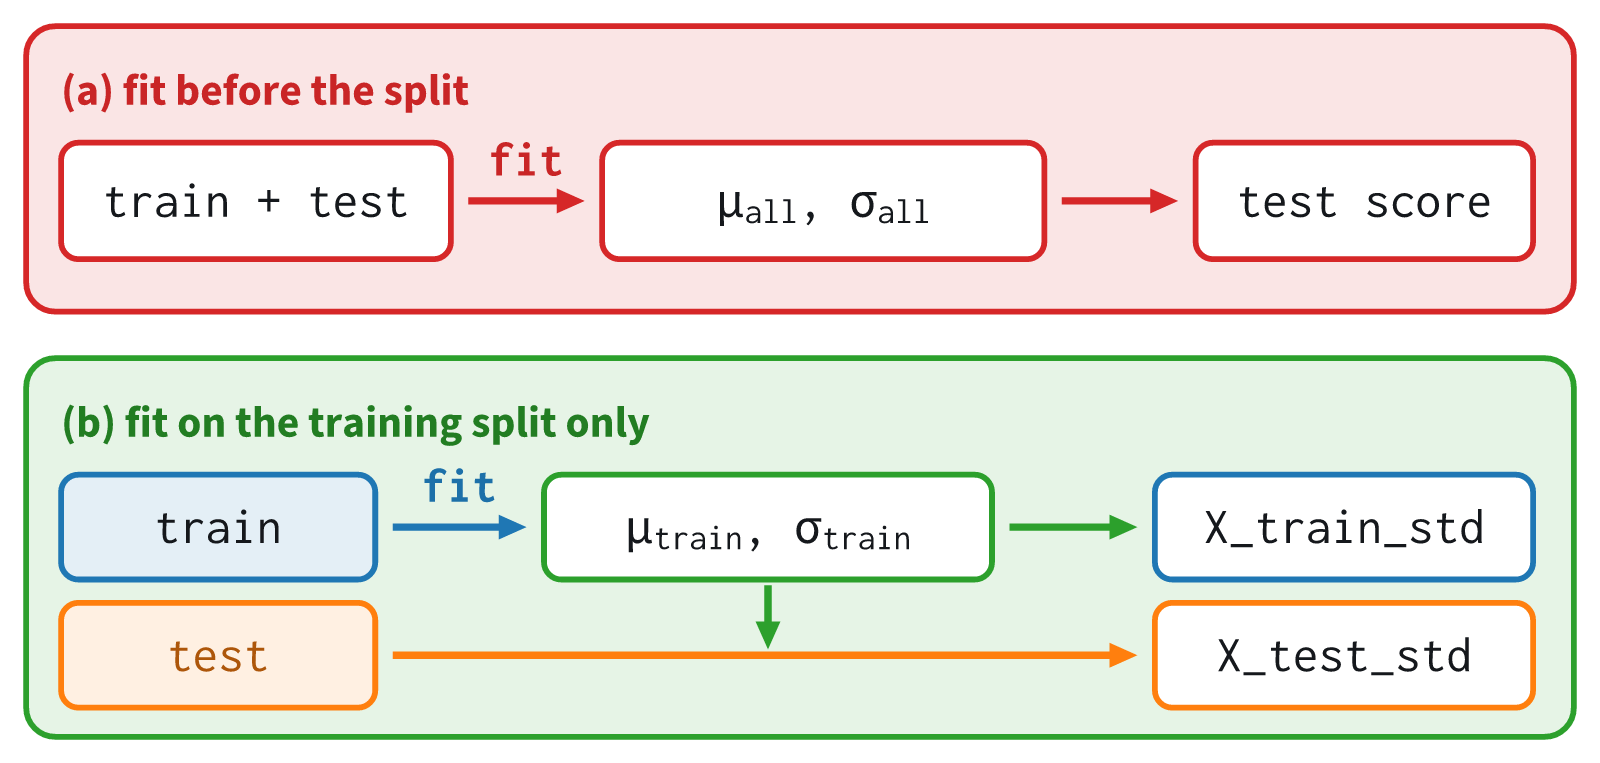 (a) fit before the split
fit
train + test
μall, σall
test score
(b) fit on the training split only
fit
train
μtrain, σtrain
X_train_std
test
X_test_std